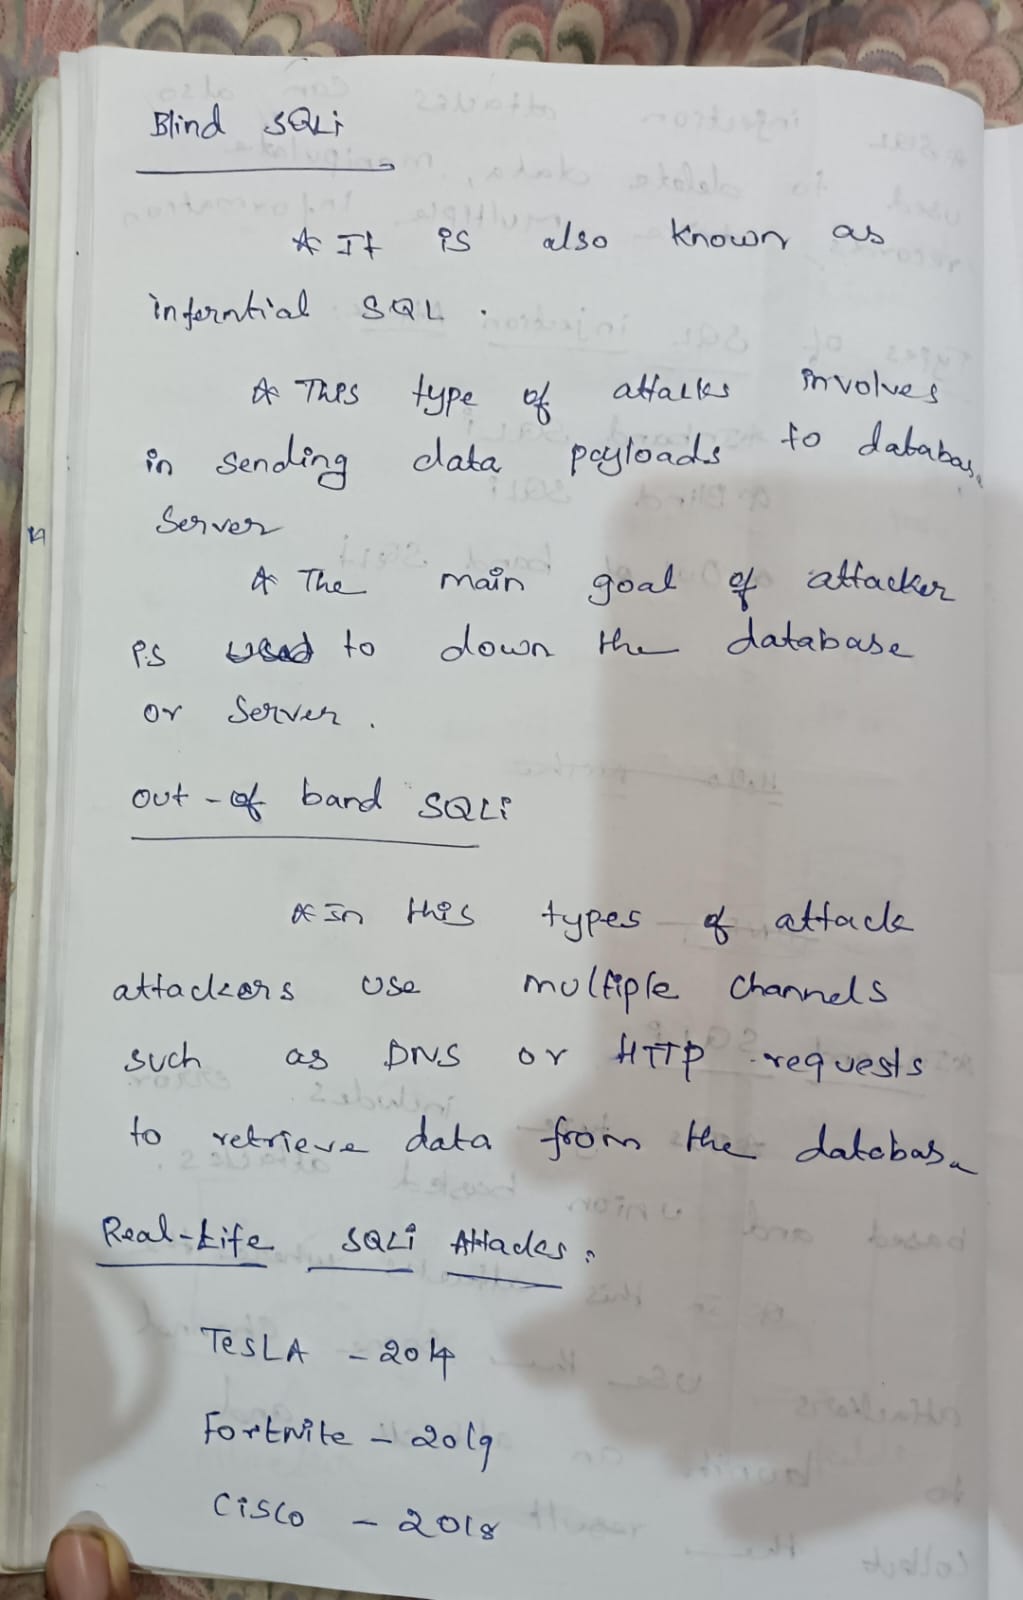 Blind SQLi
* It is also known as
inferntial SQL.
* This type of attacks involves
in sending data payloads to database
Server
* The main goal of attacker
is used to down the database
or Server.
out-of band SQLi
* In this types of attack
attackers use multiple channels
such as DNS or HTTP requests
to retrieve data from the database
Real-Life SQLi Attacks:
TESLA - 2014
Fortnite - 2019
Cisco - 2018